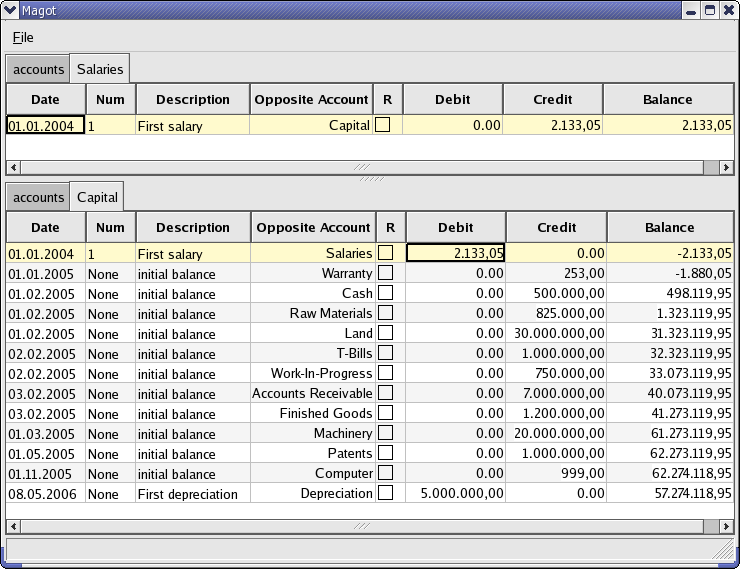 Magot
File
accounts Salaries
Date Num Description Opposite Account R Debit Credit Balance
01.01.2004 1 First salary Capital 0.00 2.133,05 2.133,05
accounts Capital
Date Num Description Opposite Account R Debit Credit Balance
01.01.2004 1 First salary Salaries 2.133,05 0.00 -2.133,05
01.01.2005 None initial balance Warranty 0.00 253,00 -1.880,05
01.02.2005 None initial balance Cash 0.00 500.000,00 498.119,95
01.02.2005 None initial balance Raw Materials 0.00 825.000,00 1.323.119,95
01.02.2005 None initial balance Land 0.00 30.000.000,00 31.323.119,95
02.02.2005 None initial balance T-Bills 0.00 1.000.000,00 32.323.119,95
02.02.2005 None initial balance Work-In-Progress 0.00 750.000,00 33.073.119,95
03.02.2005 None initial balance Accounts Receivable 0.00 7.000.000,00 40.073.119,95
03.02.2005 None initial balance Finished Goods 0.00 1.200.000,00 41.273.119,95
01.03.2005 None initial balance Machinery 0.00 20.000.000,00 61.273.119,95
01.05.2005 None initial balance Patents 0.00 1.000.000,00 62.273.119,95
01.11.2005 None initial balance Computer 0.00 999,00 62.274.118,95
08.05.2006 None First depreciation Depreciation 5.000.000,00 0.00 57.274.118,95